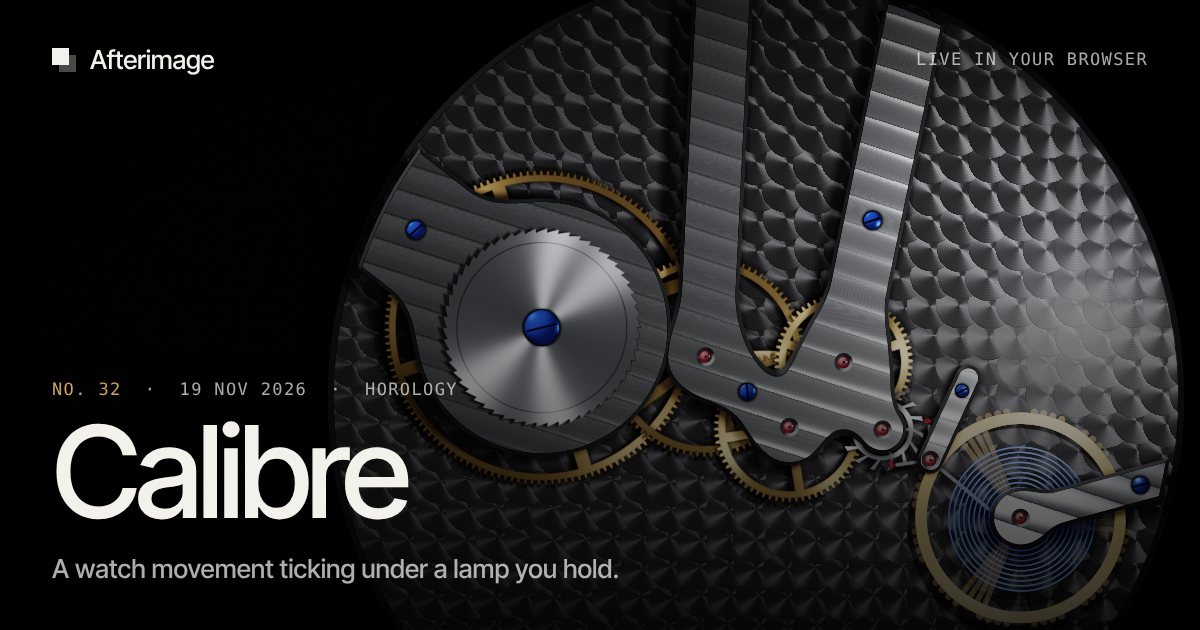 Afterimage
LIVE IN YOUR BROWSER
NO. 32 · 19 NOV 2026 · HOROLOGY
Calibre
A watch movement ticking under a lamp you hold.